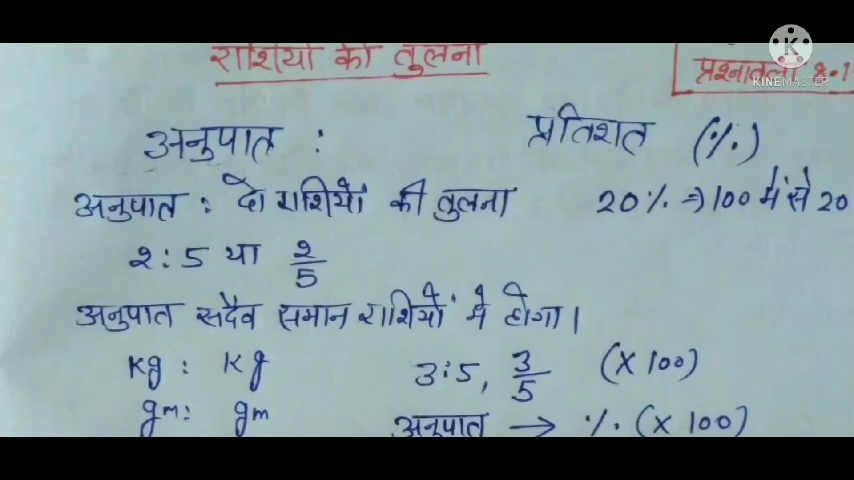 राशियों की तुलना
प्रश्नावली 8.1
K
KINEMASTER
अनुपात :
प्रतिशत (%)
अनुपात : दो राशियों की तुलना
20% ⇒ 100 में से 20
2 : 5 या 2/5
अनुपात सदैव समान राशियों में होगा।
Kg : Kg
3:5, 3/5 (× 100)
gm: gm
अनुपात → % (× 100)